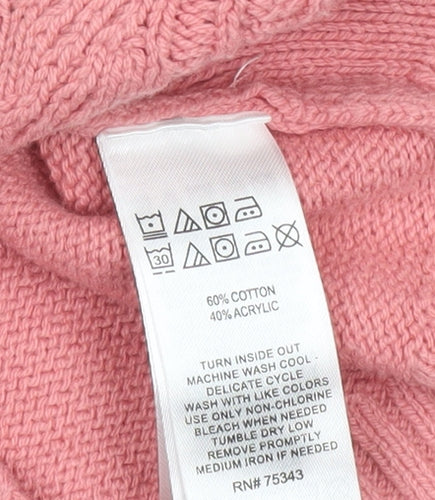 30
60% COTTON
40% ACRYLIC
TURN INSIDE OUT
MACHINE WASH COOL
DELICATE CYCLE
WASH WITH LIKE COLORS
USE ONLY NON-CHLORINE
BLEACH WHEN NEEDED
TUMBLE DRY LOW
REMOVE PROMPTLY
MEDIUM IRON IF NEEDED
RN# 75343